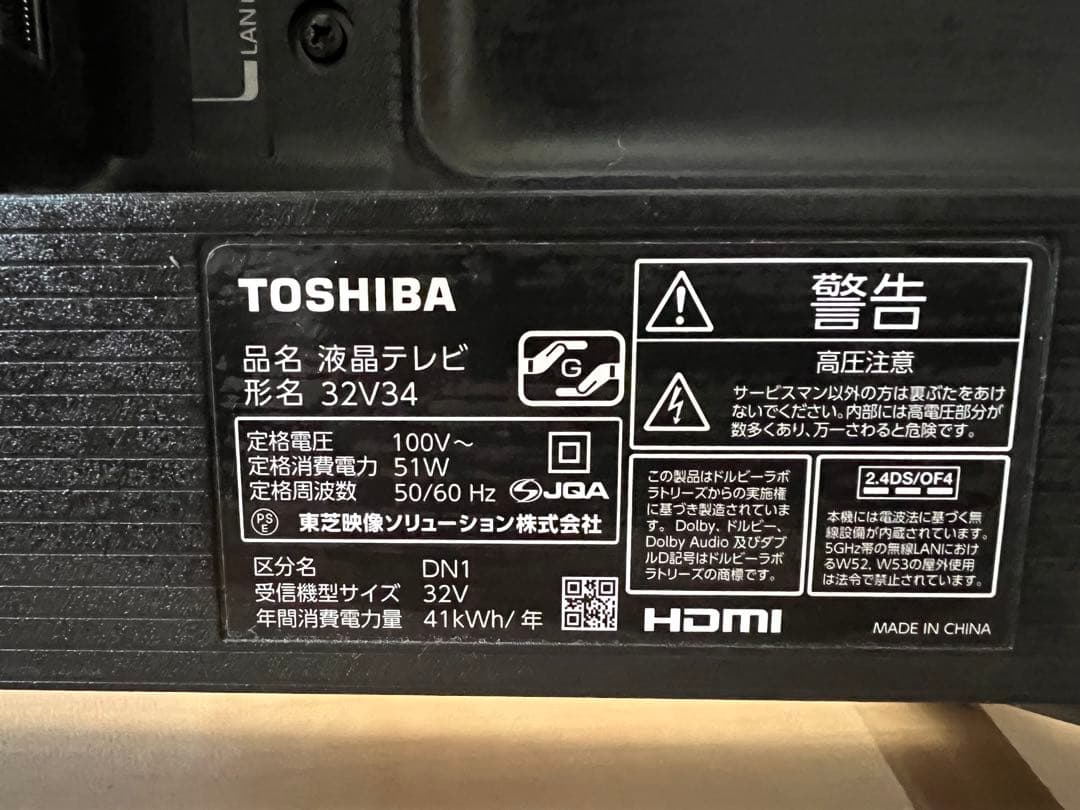 LAN
TOSHIBA
品名 液晶テレビ
形名 32V34
G
定格電圧 100V～
定格消費電力 51W
定格周波数 50/60 Hz JQA
PSE 東芝映像ソリューション株式会社
区分名 DN1
受信機型サイズ 32V
年間消費電力量 41kWh/年
警告
高圧注意
サービスマン以外の方は裏ぶたをあけ
ないでください。内部には高電圧部分が
数多くあり、万一さわると危険です。
この製品はドルビーラボ
ラトリーズからの実施権
に基づき製造されていま
す。Dolby、ドルビー、
Dolby Audio 及びダブ
ルD記号はドルビーラボ
ラトリーズの商標です。
2.4DS/OF4
本機には電波法に基づく無
線設備が内蔵されています。
5GHz帯の無線LANにおけ
るW52, W53の屋外使用
は法令で禁止されています。
HDMI
MADE IN CHINA